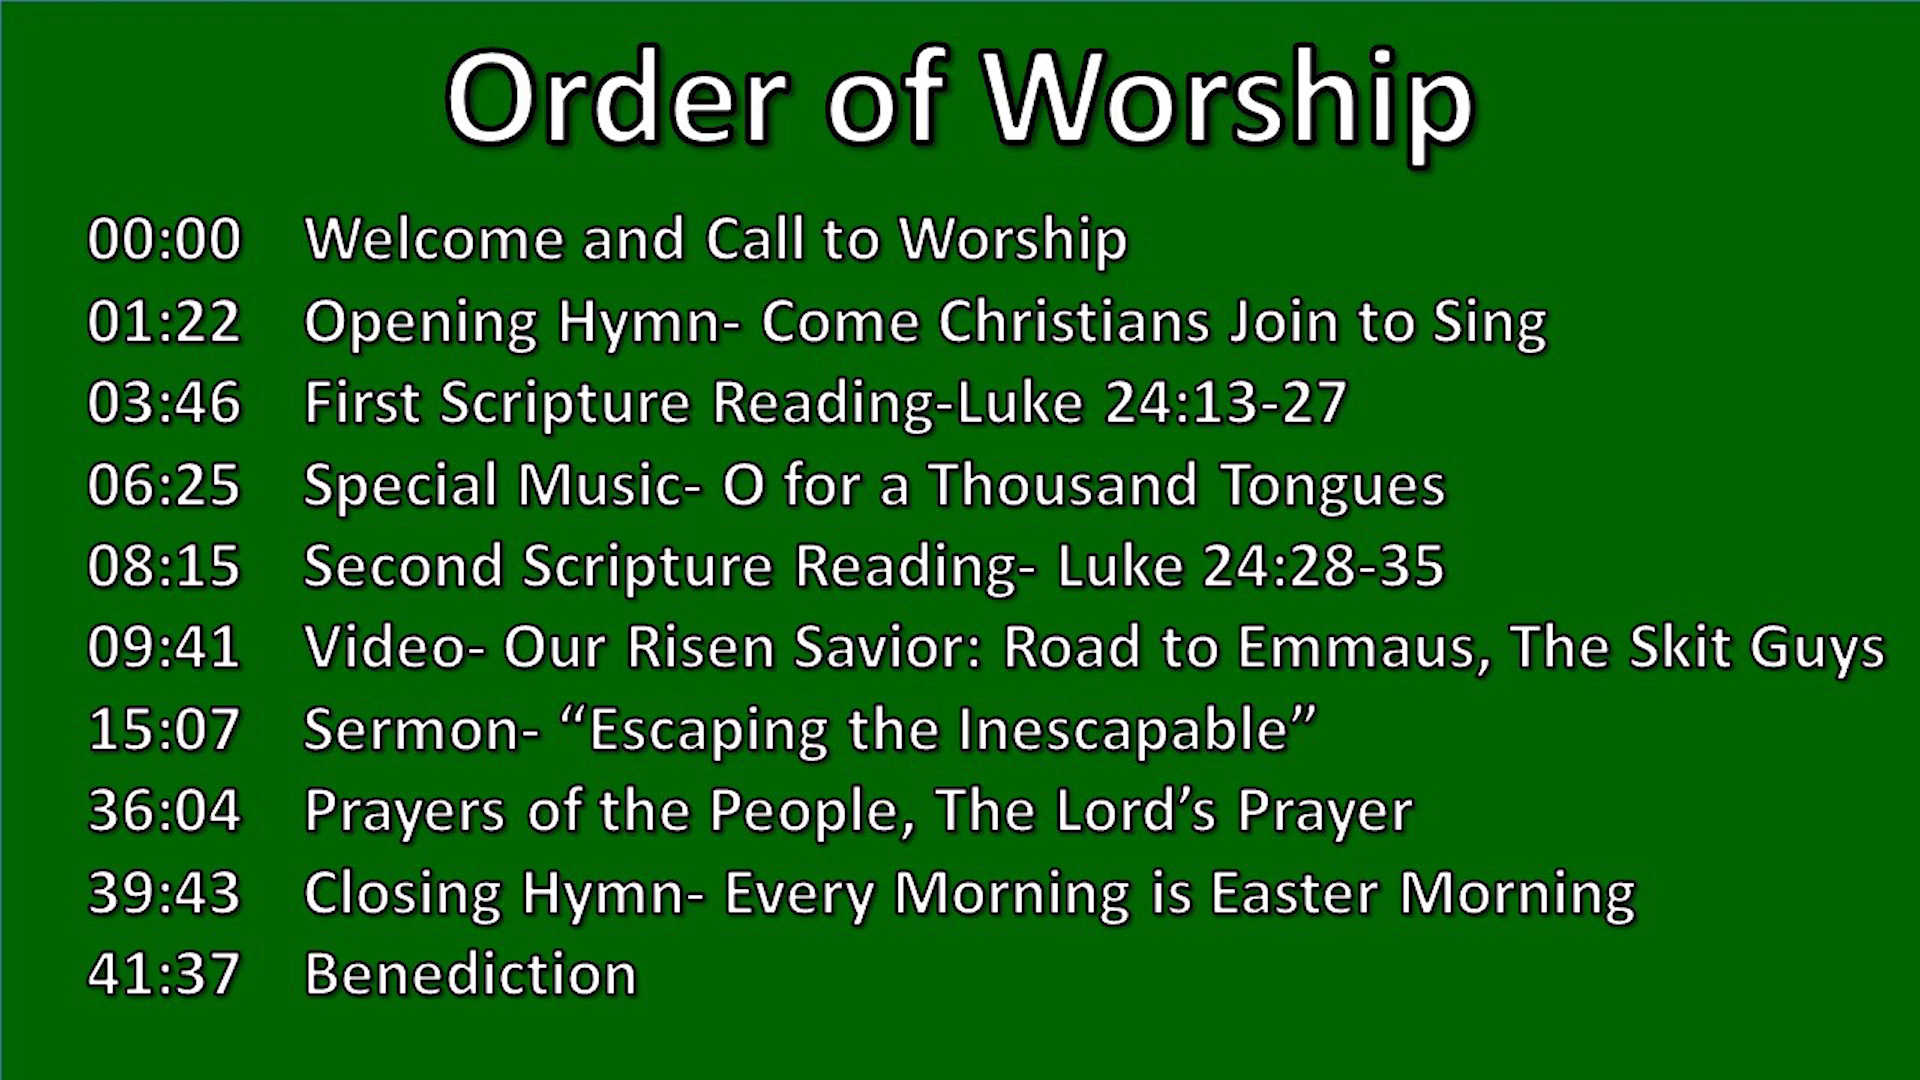 Order of Worship
00:00 Welcome and Call to Worship
01:22 Opening Hymn- Come Christians Join to Sing
03:46 First Scripture Reading-Luke 24:13-27
06:25 Special Music- O for a Thousand Tongues
08:15 Second Scripture Reading- Luke 24:28-35
09:41 Video- Our Risen Savior: Road to Emmaus, The Skit Guys
15:07 Sermon- “Escaping the Inescapable”
36:04 Prayers of the People, The Lord’s Prayer
39:43 Closing Hymn- Every Morning is Easter Morning
41:37 Benediction